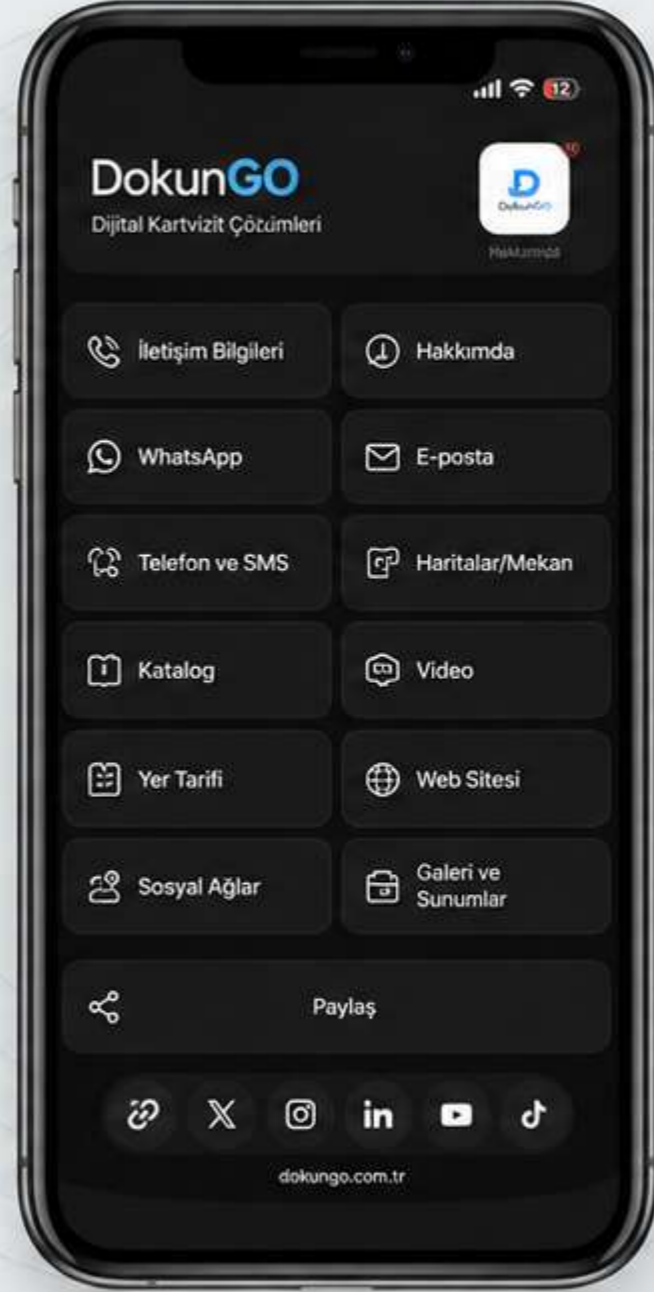 12
DokunGO
Dijital Kartvizit Çözümleri
DokunGO
İletişim Bilgileri
Hakkımda
WhatsApp
E-posta
Telefon ve SMS
Haritalar/Mekan
Katalog
Video
Yer Tarifi
Web Sitesi
Sosyal Ağlar
Galeri ve
Sunumlar
Paylaş
in
dokungo.com.tr